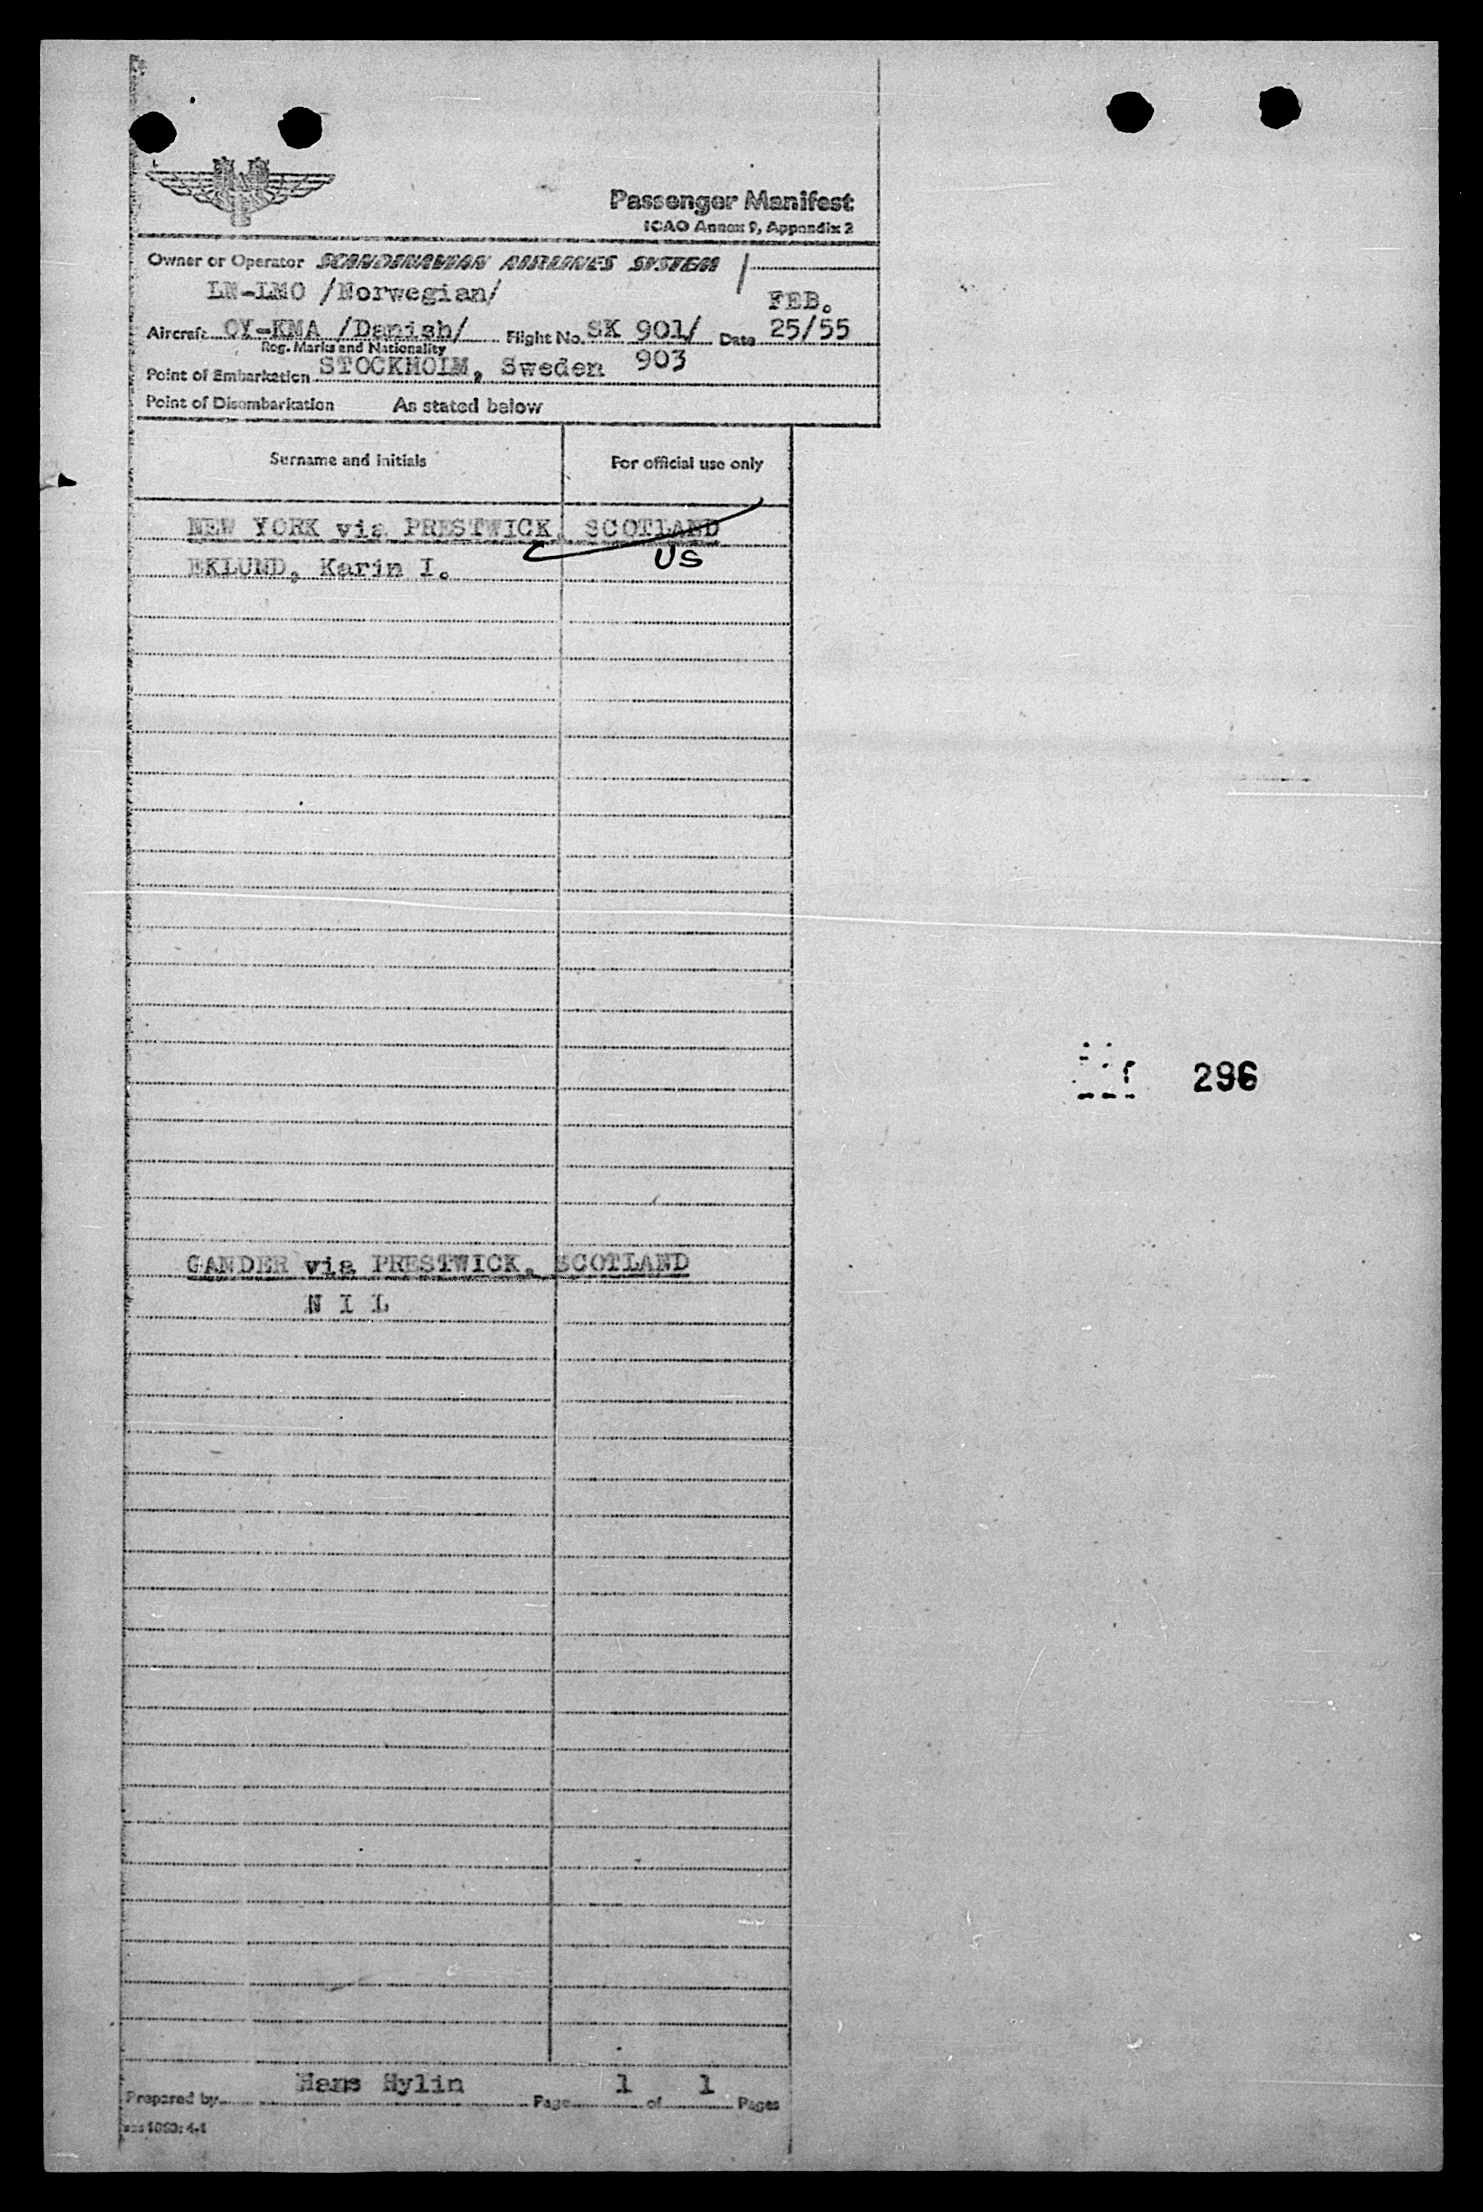 Passenger Manifest
ICAO Annex 9, Appendix 2
Owner or Operator SCANDINAVIAN AIRLINES SYSTEM
LN-LMO /Norwegian/
FEB.
Aircraft OY-KMA /Danish/ Flight No. SK 901/ Date 25/55
Reg. Marks and Nationality
903
Point of Embarkation STOCKHOLM, Sweden
Point of Disembarkation As stated below
Surname and initials For official use only
NEW YORK via PRESTWICK, SCOTLAND
EKLUND, Karin I. US
296
GANDER via PRESTWICK, SCOTLAND
N I L
Prepared by Hans Hylin Page 1 of 1 Pages